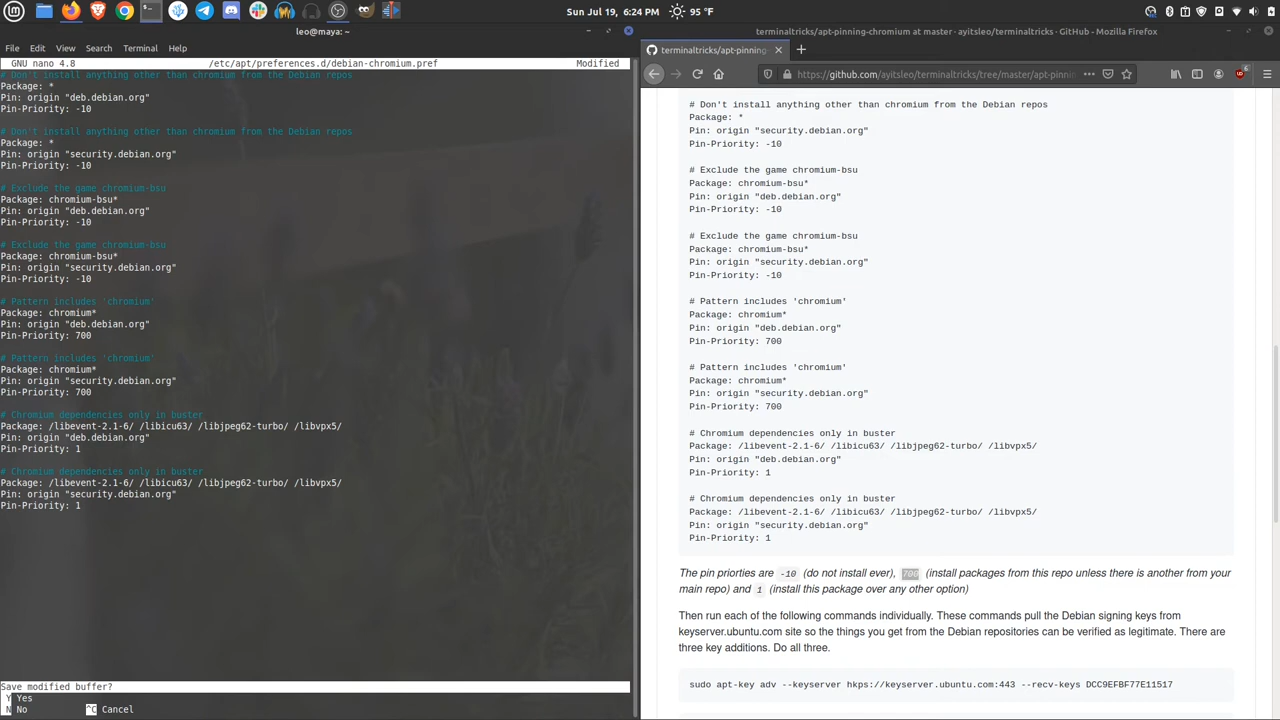 Sun Jul 19, 6:24 PM
95 °F
leo@maya: ~
File Edit View Search Terminal Help
GNU nano 4.8 /etc/apt/preferences.d/debian-chromium.pref Modified
# Don't install anything other than chromium from the Debian repos
Package: *
Pin: origin "deb.debian.org"
Pin-Priority: -10
# Don't install anything other than chromium from the Debian repos
Package: *
Pin: origin "security.debian.org"
Pin-Priority: -10
# Exclude the game chromium-bsu
Package: chromium-bsu*
Pin: origin "deb.debian.org"
Pin-Priority: -10
# Exclude the game chromium-bsu
Package: chromium-bsu*
Pin: origin "security.debian.org"
Pin-Priority: -10
# Pattern includes 'chromium'
Package: chromium*
Pin: origin "deb.debian.org"
Pin-Priority: 700
# Pattern includes 'chromium'
Package: chromium*
Pin: origin "security.debian.org"
Pin-Priority: 700
# Chromium dependencies only in buster
Package: /libevent-2.1-6/ /libicu63/ /libjpeg62-turbo/ /libvpx5/
Pin: origin "deb.debian.org"
Pin-Priority: 1
# Chromium dependencies only in buster
Package: /libevent-2.1-6/ /libicu63/ /libjpeg62-turbo/ /libvpx5/
Pin: origin "security.debian.org"
Pin-Priority: 1
Save modified buffer?
Y Yes
N No ^C Cancel
terminaltricks/apt-pinning-chromium at master · ayitsleo/terminaltricks · GitHub - Mozilla Firefox
terminaltricks/apt-pinning-
https://github.com/ayitsleo/terminaltricks/tree/master/apt-pinnin
6
# Don't install anything other than chromium from the Debian repos
Package: *
Pin: origin "security.debian.org"
Pin-Priority: -10
# Exclude the game chromium-bsu
Package: chromium-bsu*
Pin: origin "deb.debian.org"
Pin-Priority: -10
# Exclude the game chromium-bsu
Package: chromium-bsu*
Pin: origin "security.debian.org"
Pin-Priority: -10
# Pattern includes 'chromium'
Package: chromium*
Pin: origin "deb.debian.org"
Pin-Priority: 700
# Pattern includes 'chromium'
Package: chromium*
Pin: origin "security.debian.org"
Pin-Priority: 700
# Chromium dependencies only in buster
Package: /libevent-2.1-6/ /libicu63/ /libjpeg62-turbo/ /libvpx5/
Pin: origin "deb.debian.org"
Pin-Priority: 1
# Chromium dependencies only in buster
Package: /libevent-2.1-6/ /libicu63/ /libjpeg62-turbo/ /libvpx5/
Pin: origin "security.debian.org"
Pin-Priority: 1
The pin priorties are -10 (do not install ever), 700 (install packages from this repo unless there is another from your
main repo) and 1 (install this package over any other option)
Then run each of the following commands individually. These commands pull the Debian signing keys from
keyserver.ubuntu.com site so the things you get from the Debian repositories can be verified as legitimate. There are
three key additions. Do all three.
sudo apt-key adv --keyserver hkps://keyserver.ubuntu.com:443 --recv-keys DCC9EFBF77E11517